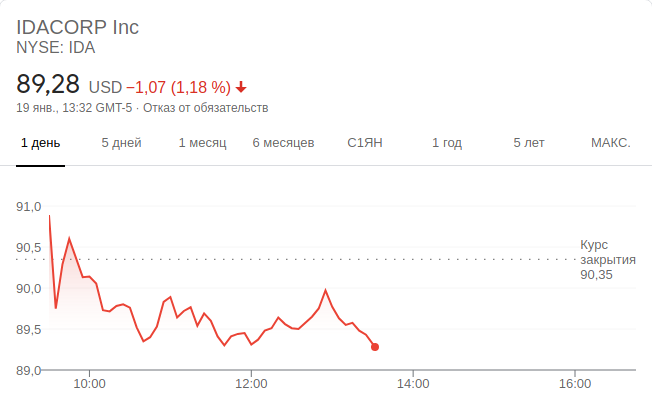 IDACORP Inc
NYSE: IDA
89,28 USD −1,07 (1,18 %)
19 янв., 13:32 GMT-5 · Отказ от обязательств
1 день 5 дней 1 месяц 6 месяцев С1ЯН 1 год 5 лет МАКС.
91,0
90,5
90,0
89,5
89,0
Курс
закрытия
90,35
10:00 12:00 14:00 16:00